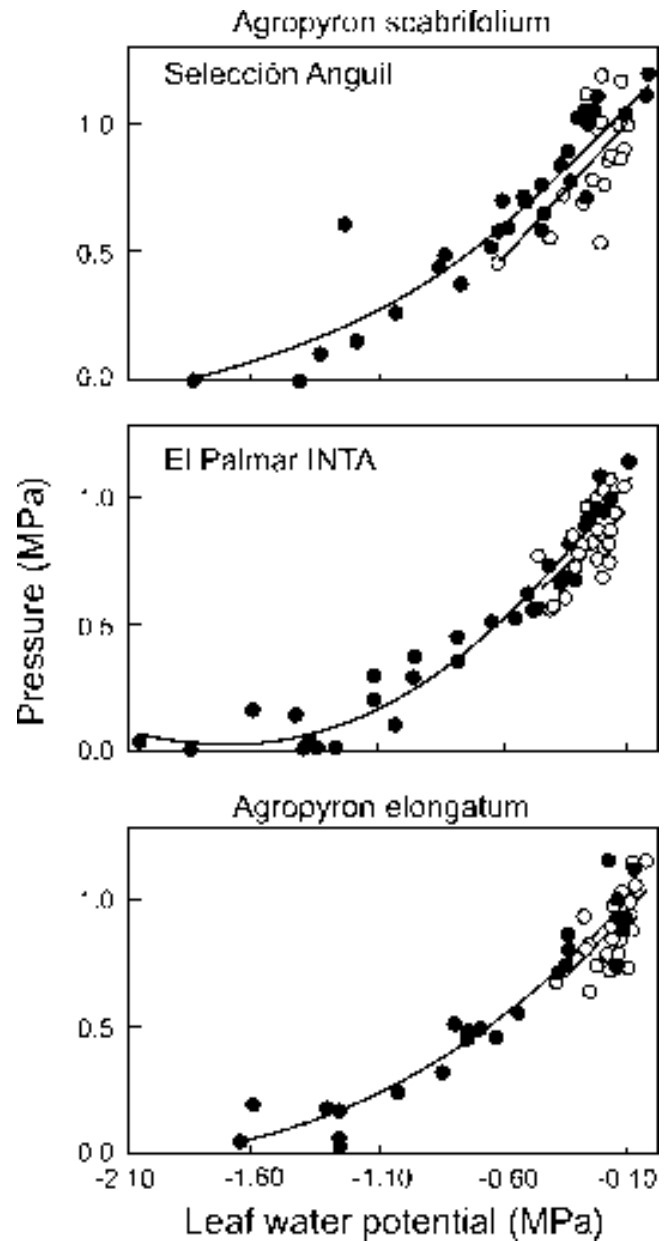 Agropyron scabrifolium
Selección Anguil
1.0
0.5
0.0
El Palmar INTA
1.0
0.5
0.0
Pressure (MPa)
Agropyron elongatum
1.0
0.5
0.0
-2.10 -1.60 -1.10 -0.60 -0.10
Leaf water potential (MPa)